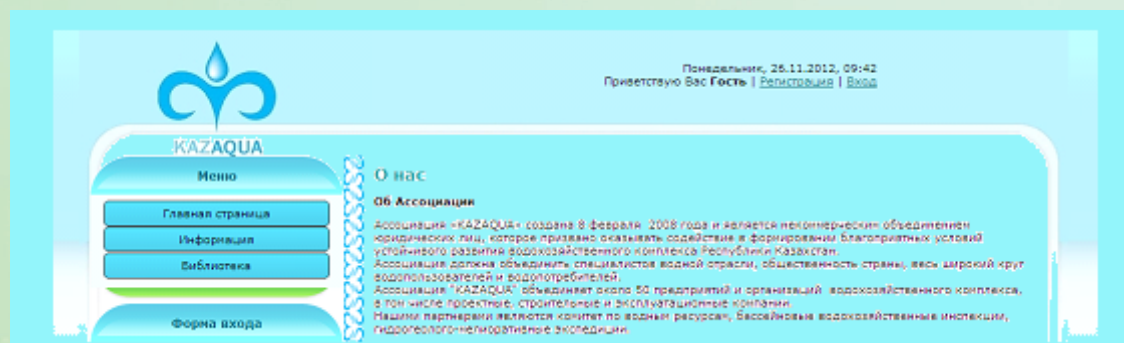 Понедельник, 26.11.2012, 09:42
Приветствую Вас Гость | Регистрация | Вход
KAZAQUA
Меню
Главная страница
Информация
Библиотека
Форма входа
О нас
Об Ассоциации
Ассоциация «KAZAQUA» создана 8 февраля 2008 года и является некоммерческим объединением
юридических лиц, которое призвано оказывать содействие в формировании благоприятных условий
устойчивого развития водохозяйственного комплекса Республики Казахстан.
Ассоциация должна объединить специалистов водной отрасли, общественность страны, весь широкий круг
водопользователей и водопотребителей.
Ассоциация "KAZAQUA" объединяет около 50 предприятий и организаций водохозяйственного комплекса,
в том числе проектные, строительные и эксплуатационные компании.
Нашими партнерами являются комитет по водным ресурсам, бассейновые водохозяйственные инспекции,
гидрогеолого-мелиоративные экспедиции